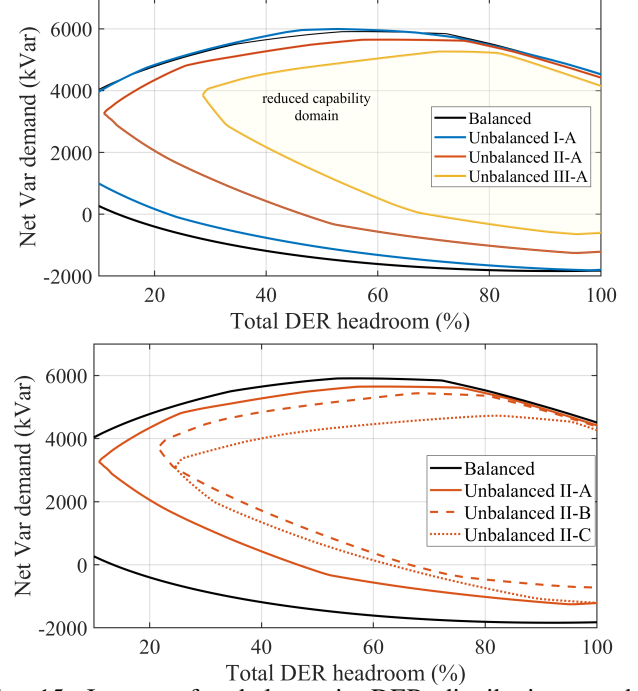 6000
4000
2000
0
-2000
Net Var demand (kVar)
reduced capability
domain
Balanced
Unbalanced I-A
Unbalanced II-A
Unbalanced III-A
20 40 60 80 100
Total DER headroom (%)
6000
4000
2000
0
-2000
Net Var demand (kVar)
Balanced
Unbalanced II-A
Unbalanced II-B
Unbalanced II-C
20 40 60 80 100
Total DER headroom (%)